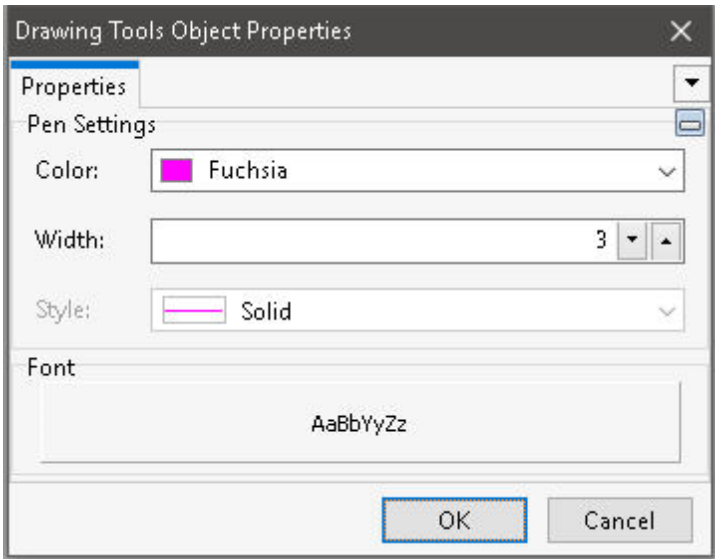 Drawing Tools Object Properties
Properties
Pen Settings
Color: Fuchsia
Width: 3
Style: Solid
Font
AaBbYyZz
OK Cancel